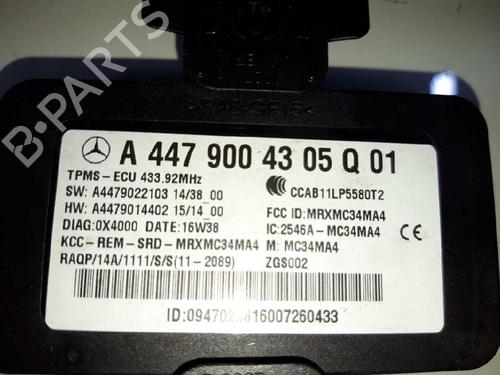 >PA6-GF15<
A 447 900 43 05 Q 01
TPMS-ECU 433.92MHz
CCAB11LP5580T2
SW: A4479022103 14/38_00
HW: A4479014402 15/14_00
FCC ID:MRXMC34MA4
DIAG:0X4000 DATE:16W38
IC:2546A-MC34MA4
CE
KCC-REM-SRD-MRXMC34MA4
M: MC34MA4
RAQP/14A/1111/S/S(11-2089)
ZGS002
B-PARTS